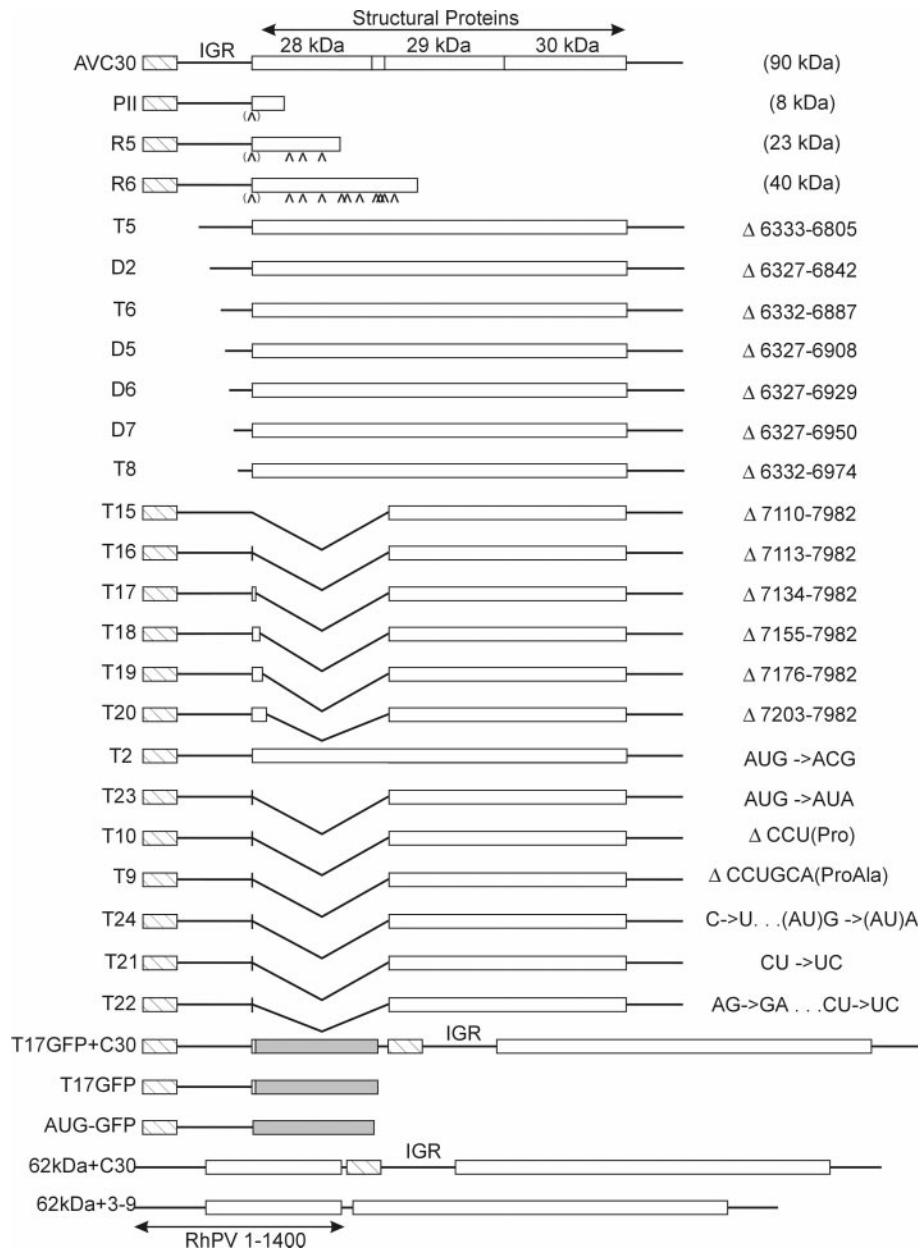 Structural Proteins
IGR 28 kDa 29 kDa 30 kDa
AVC30 (90 kDa)
PII (8 kDa)
(^)
R5 (23 kDa)
(^) ^ ^ ^
R6 (40 kDa)
(^) ^ ^ ^ ^^ ^ ^^^ ^
T5 Δ 6333-6805
D2 Δ 6327-6842
T6 Δ 6332-6887
D5 Δ 6327-6908
D6 Δ 6327-6929
D7 Δ 6327-6950
T8 Δ 6332-6974
T15 Δ 7110-7982
T16 Δ 7113-7982
T17 Δ 7134-7982
T18 Δ 7155-7982
T19 Δ 7176-7982
T20 Δ 7203-7982
T2 AUG ->ACG
T23 AUG ->AUA
T10 Δ CCU(Pro)
T9 Δ CCUGCA(ProAla)
T24 C->U. . .(AU)G ->(AU)A
T21 CU ->UC
T22 AG->GA . . .CU->UC
T17GFP+C30 IGR
T17GFP
AUG-GFP
62kDa+C30 IGR
62kDa+3-9
RhPV 1-1400